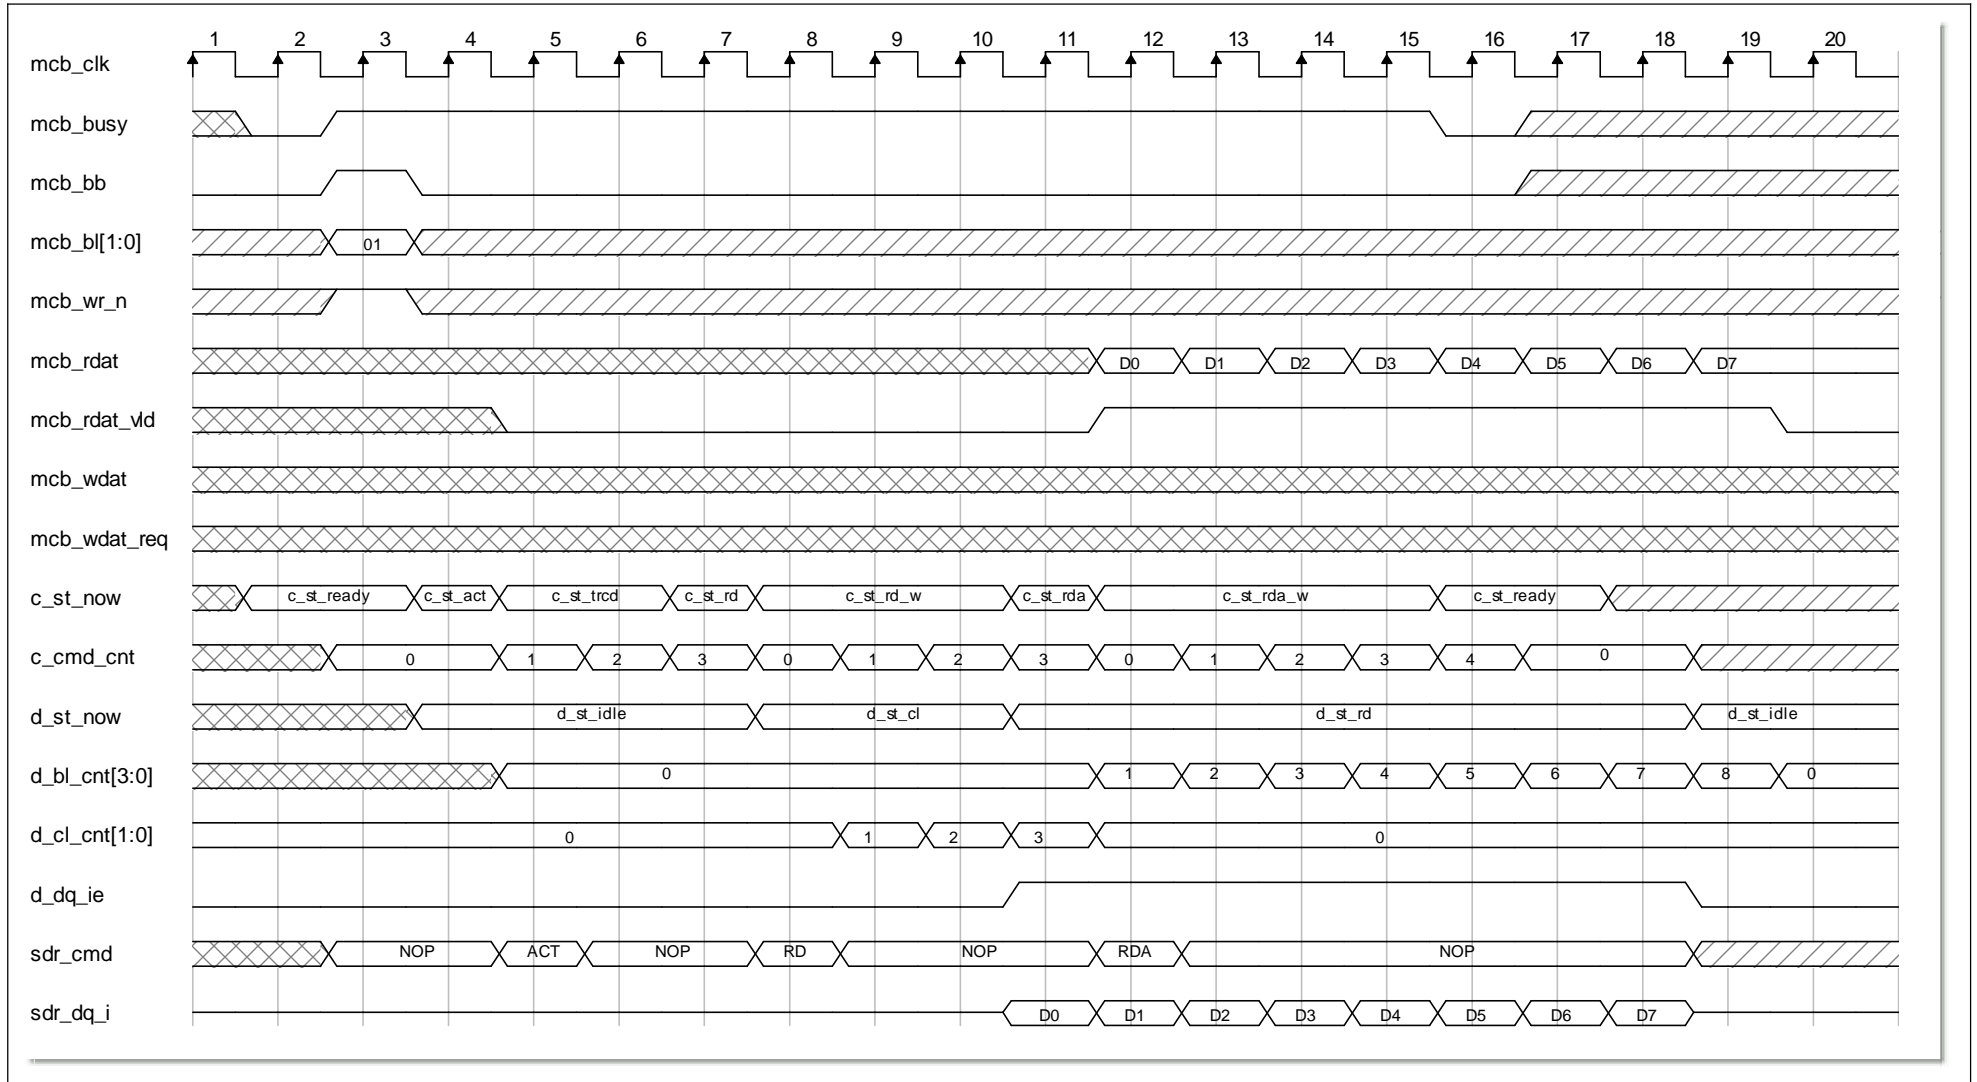 1 2 3 4 5 6 7 8 9 10 11 12 13 14 15 16 17 18 19 20
mcb_clk
mcb_busy
mcb_bb
mcb_bl[1:0] 01
mcb_wr_n
mcb_rdat D0 D1 D2 D3 D4 D5 D6 D7
mcb_rdat_vld
mcb_wdat
mcb_wdat_req
c_st_now c_st_ready c_st_act c_st_trcd c_st_rd c_st_rd_w c_st_rda c_st_rda_w c_st_ready
c_cmd_cnt 0 1 2 3 0 1 2 3 0 1 2 3 4 0
d_st_now d_st_idle d_st_cl d_st_rd d_st_idle
d_bl_cnt[3:0] 0 1 2 3 4 5 6 7 8 0
d_cl_cnt[1:0] 0 1 2 3 0
d_dq_ie
sdr_cmd NOP ACT NOP RD NOP RDA NOP
sdr_dq_i D0 D1 D2 D3 D4 D5 D6 D7